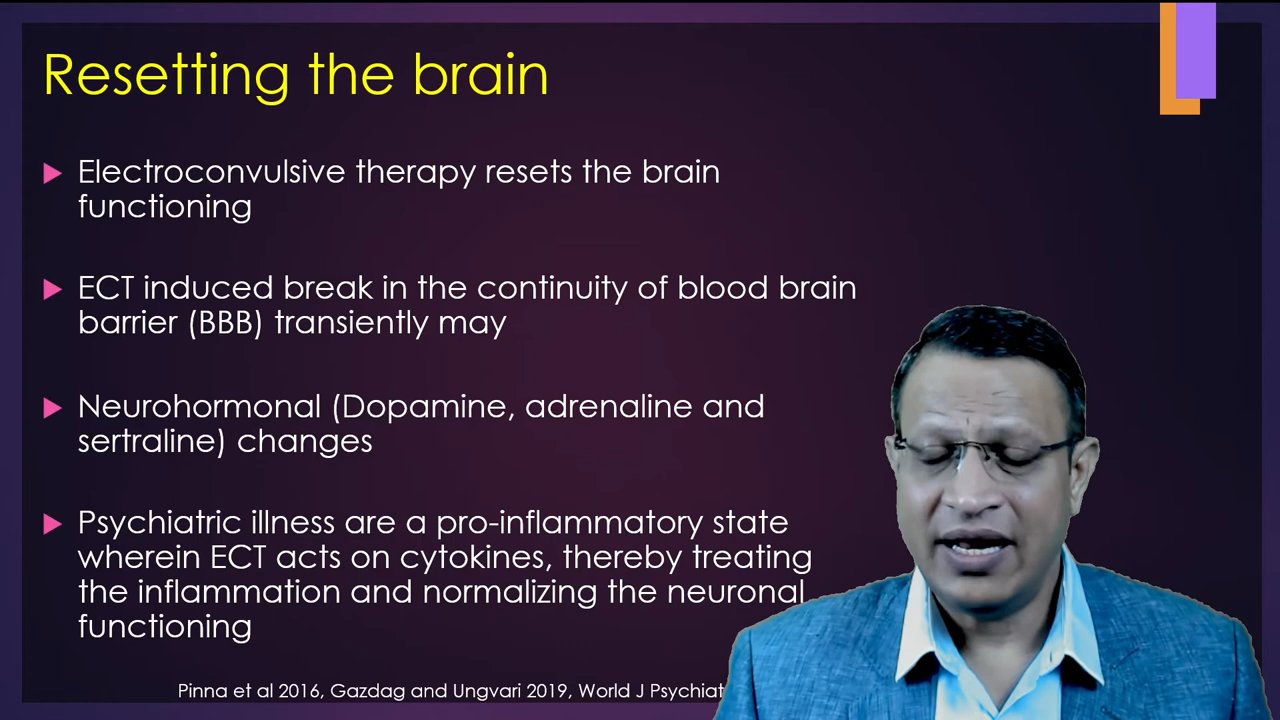 Resetting the brain
Electroconvulsive therapy resets the brain
functioning
ECT induced break in the continuity of blood brain
barrier (BBB) transiently may
Neurohormonal (Dopamine, adrenaline and
sertraline) changes
Psychiatric illness are a pro-inflammatory state
wherein ECT acts on cytokines, thereby treating
the inflammation and normalizing the neuronal
functioning
Pinna et al 2016, Gazdag and Ungvari 2019, World J Psychiat